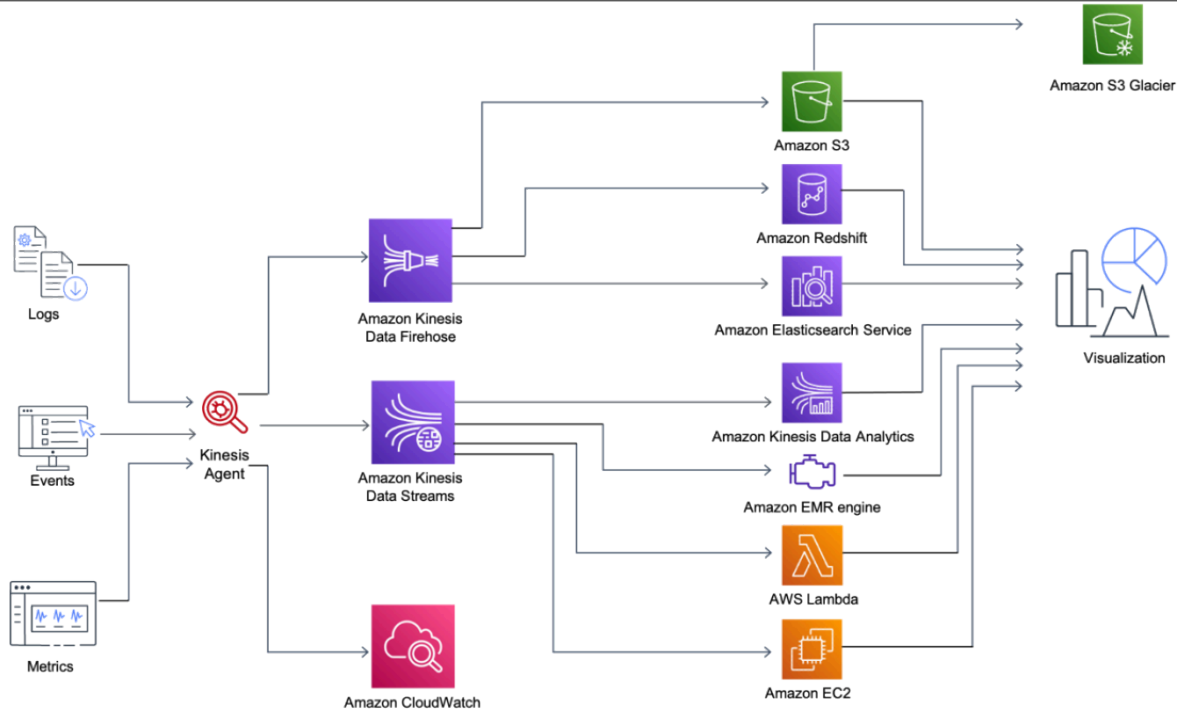 Amazon S3 Glacier
Amazon S3
Amazon Redshift
Logs
Amazon Kinesis
Data Firehose
Amazon Elasticsearch Service
Visualization
Events
Kinesis
Agent
Amazon Kinesis
Data Streams
Amazon Kinesis Data Analytics
Amazon EMR engine
AWS Lambda
Metrics
Amazon CloudWatch
Amazon EC2